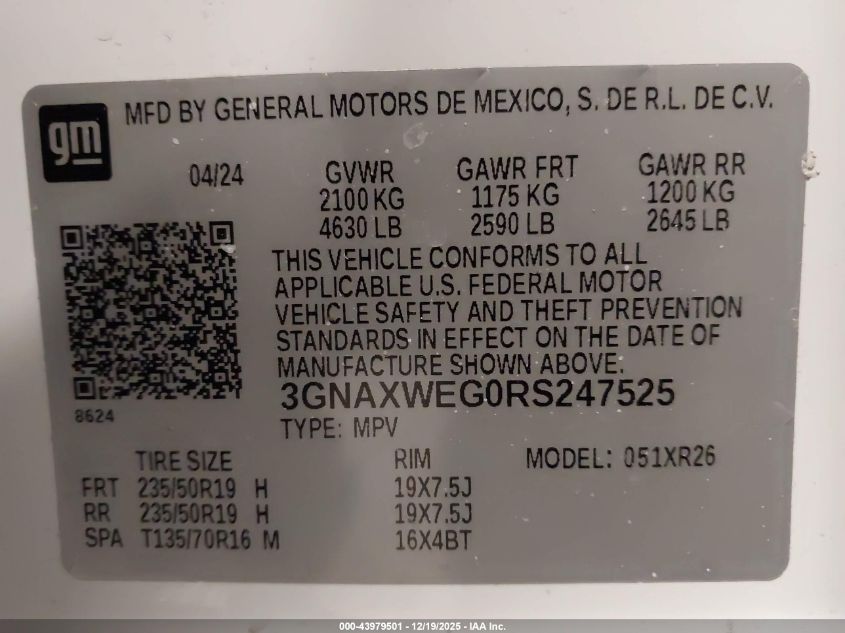 gm
MFD BY GENERAL MOTORS DE MEXICO, S. DE R.L. DE C.V.
04/24 GVWR GAWR FRT GAWR RR
2100 KG 1175 KG 1200 KG
4630 LB 2590 LB 2645 LB
THIS VEHICLE CONFORMS TO ALL
APPLICABLE U.S. FEDERAL MOTOR
VEHICLE SAFETY AND THEFT PREVENTION
STANDARDS IN EFFECT ON THE DATE OF
MANUFACTURE SHOWN ABOVE.
3GNAXWEG0RS247525
8624
TYPE: MPV
TIRE SIZE RIM MODEL: 051XR26
FRT 235/50R19 H 19X7.5J
RR 235/50R19 H 19X7.5J
SPA T135/70R16 M 16X4BT
000-43979501 - 12/19/2025 - IAA Inc.